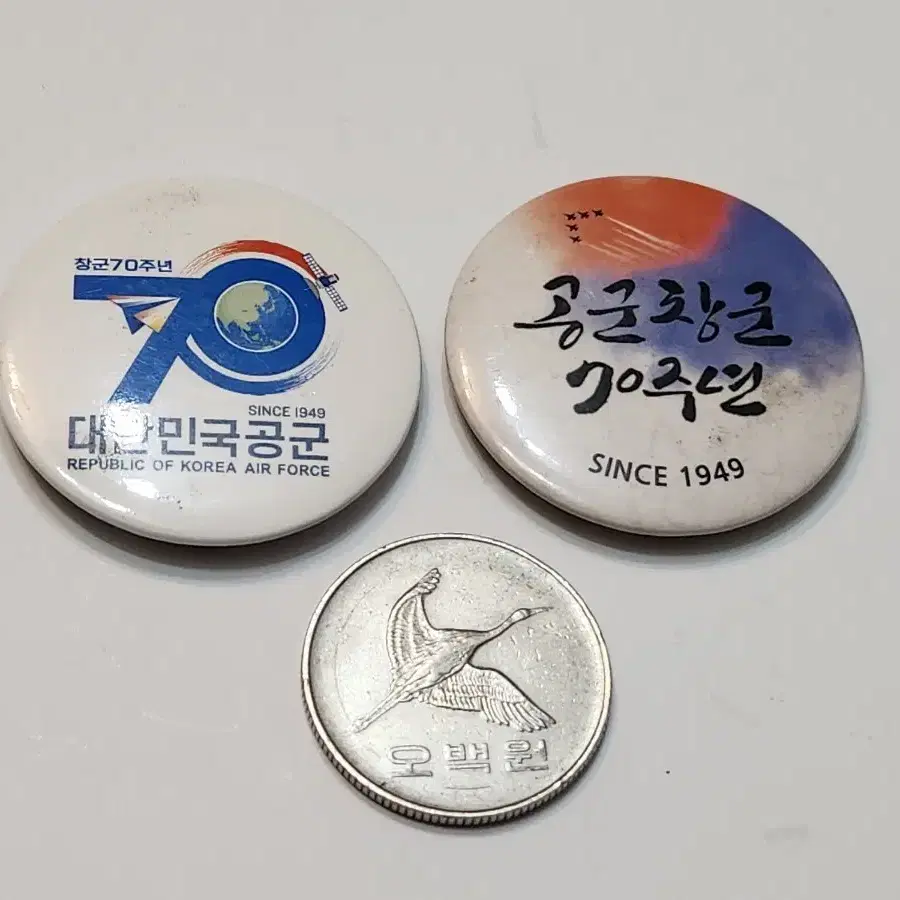 창군70주년
70
SINCE 1949
대한민국공군
REPUBLIC OF KOREA AIR FORCE
공군창군
70주년
SINCE 1949
오백원